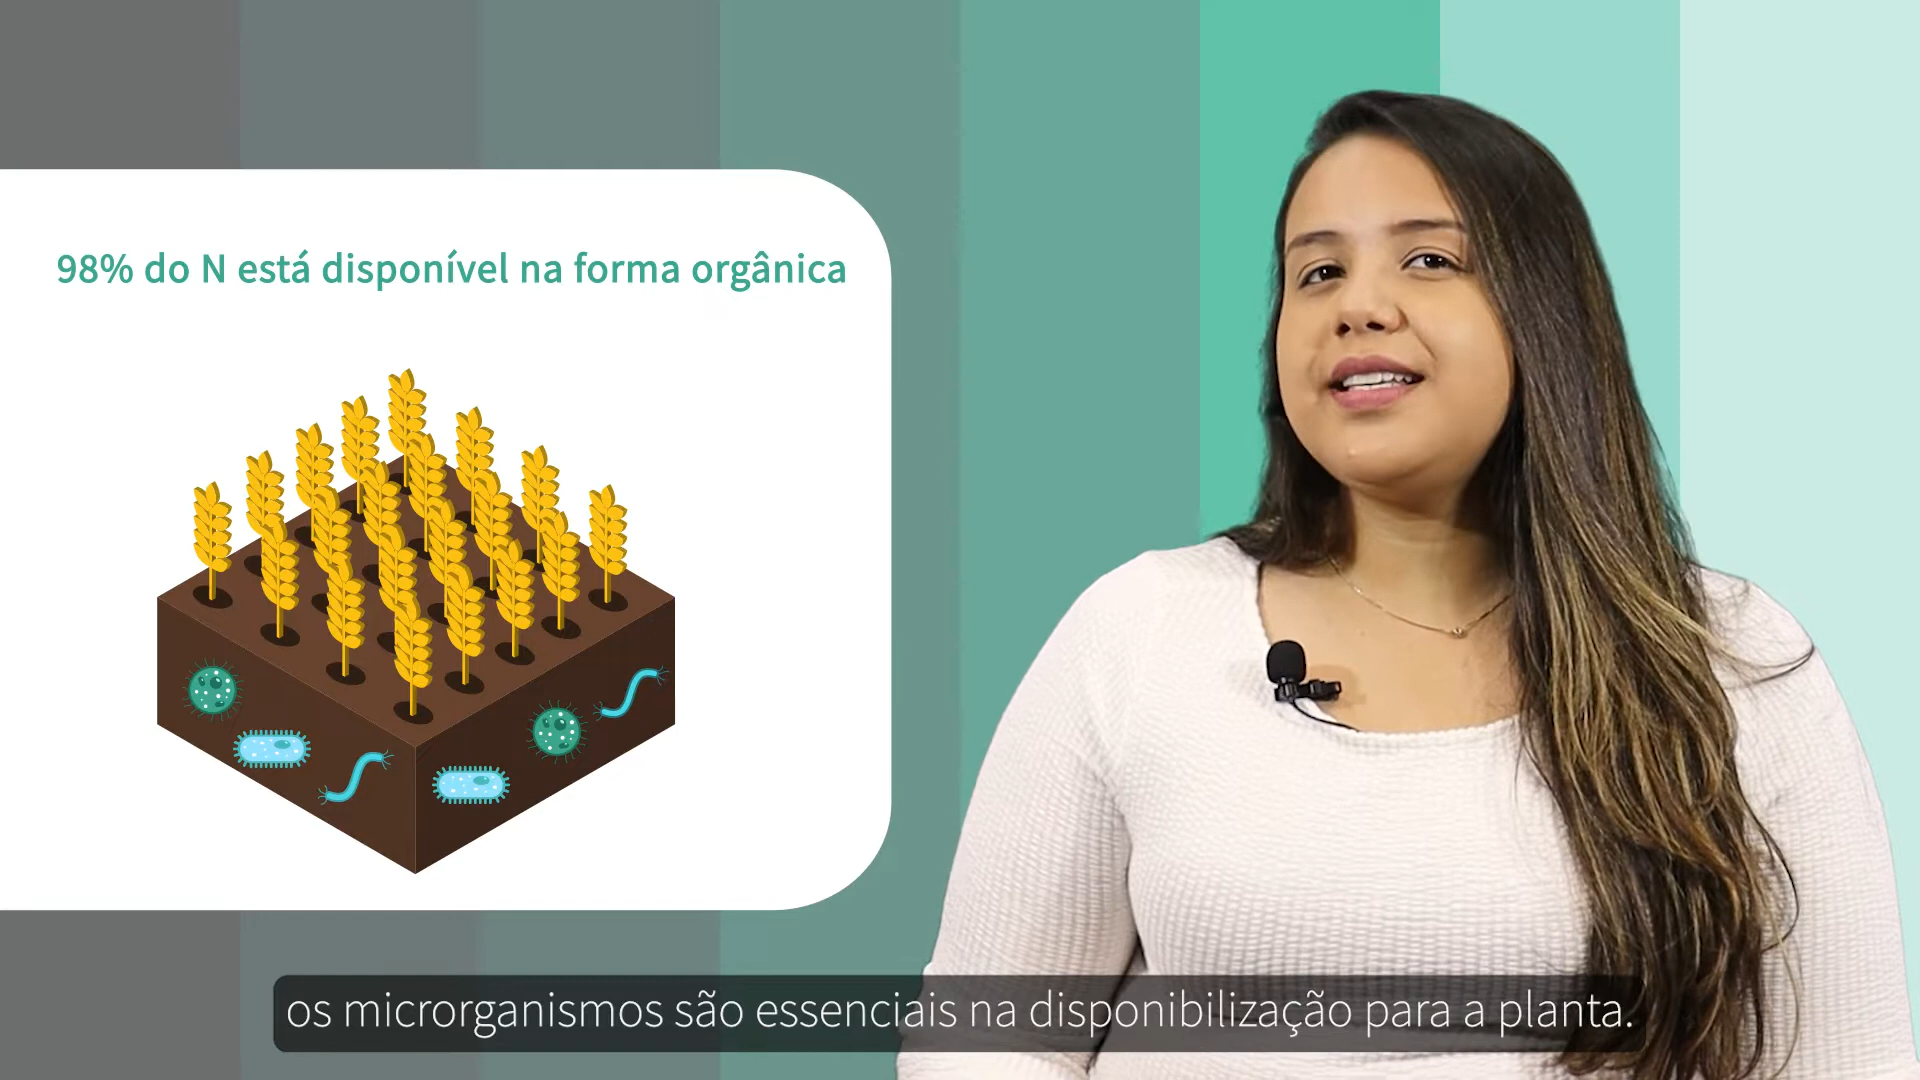 98% do N está disponível na forma orgânica
os microrganismos são essenciais na disponibilização para a planta.